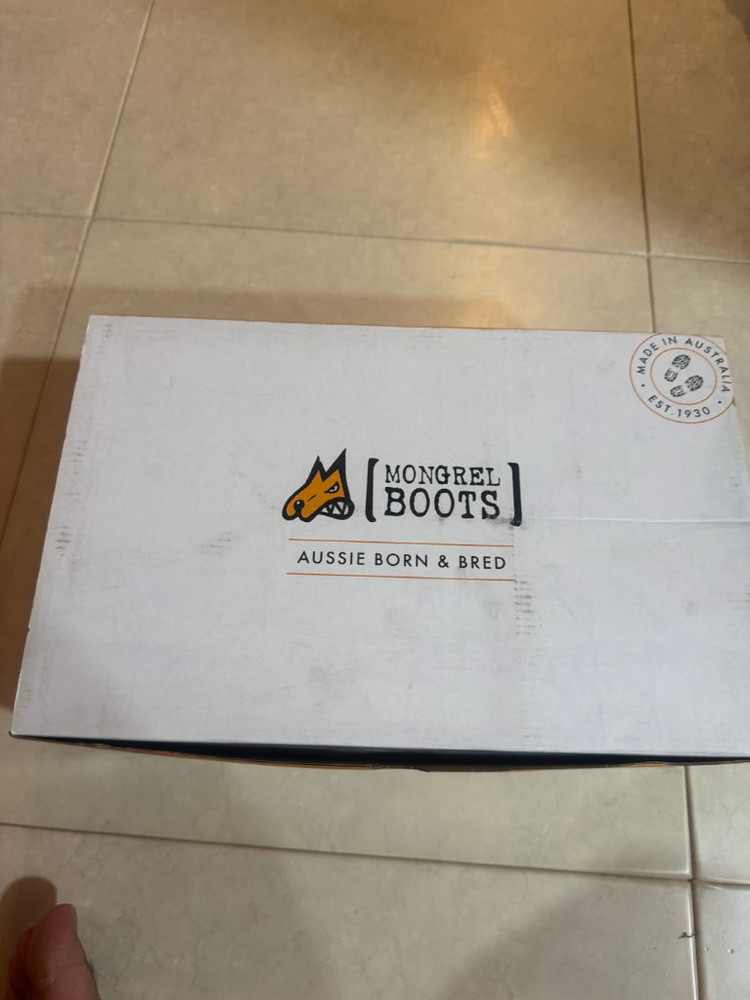 MADE IN AUSTRALIA
EST. 1930
MONGREL
BOOTS
AUSSIE BORN & BRED